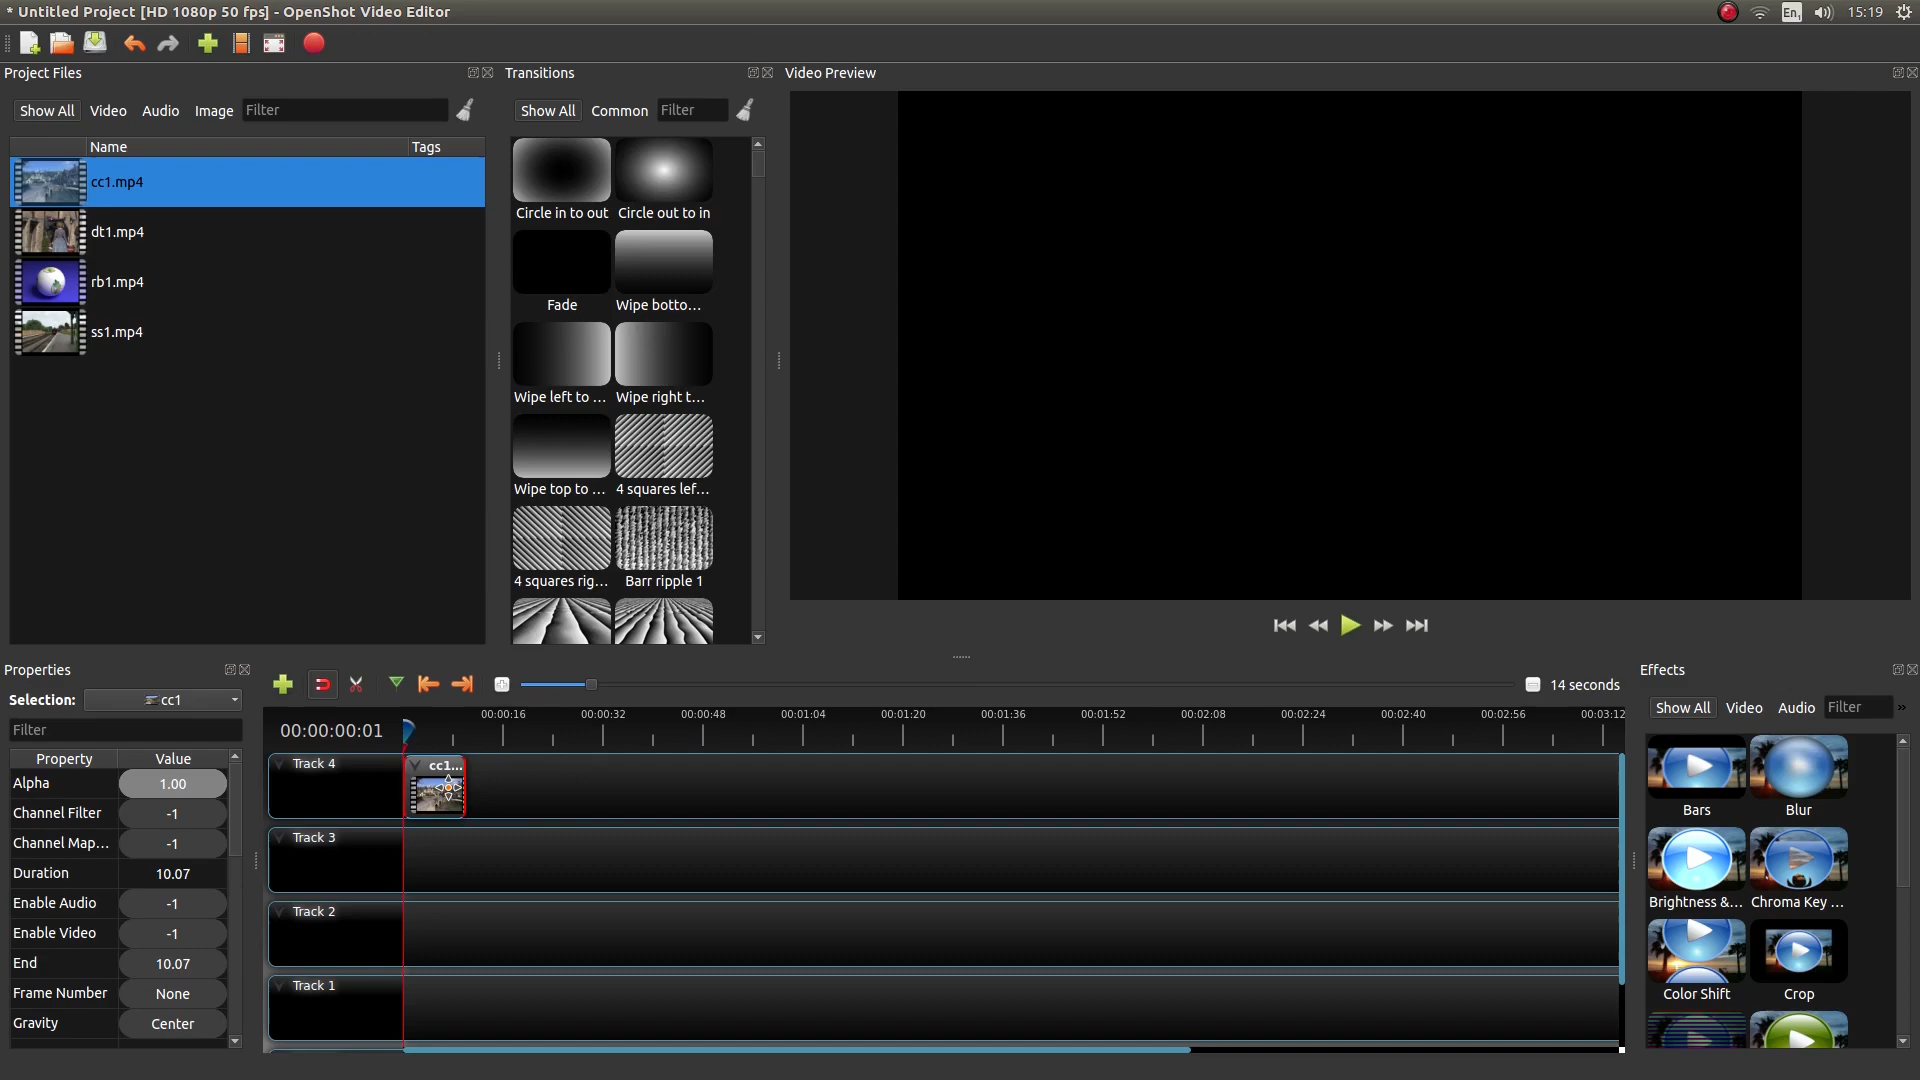 * Untitled Project [HD 1080p 50 fps] - OpenShot Video Editor
En₁ 15:19
Project Files
Transitions
Video Preview
Show All Video Audio Image Filter
Show All Common Filter
Name Tags
cc1.mp4
dt1.mp4
rb1.mp4
ss1.mp4
Circle in to out Circle out to in
Fade Wipe botto...
Wipe left to ... Wipe right t...
Wipe top to ... 4 squares lef...
4 squares rig... Barr ripple 1
Properties
Selection: cc1
Filter
Property Value
Alpha 1.00
Channel Filter -1
Channel Map... -1
Duration 10.07
Enable Audio -1
Enable Video -1
End 10.07
Frame Number None
Gravity Center
14 seconds
00:00:00:01
00:00:16 00:00:32 00:00:48 00:01:04 00:01:20 00:01:36 00:01:52 00:02:08 00:02:24 00:02:40 00:02:56 00:03:12
Track 4
cc1...
Track 3
Track 2
Track 1
Effects
Show All Video Audio Filter »
Bars Blur
Brightness &... Chroma Key ...
Color Shift Crop